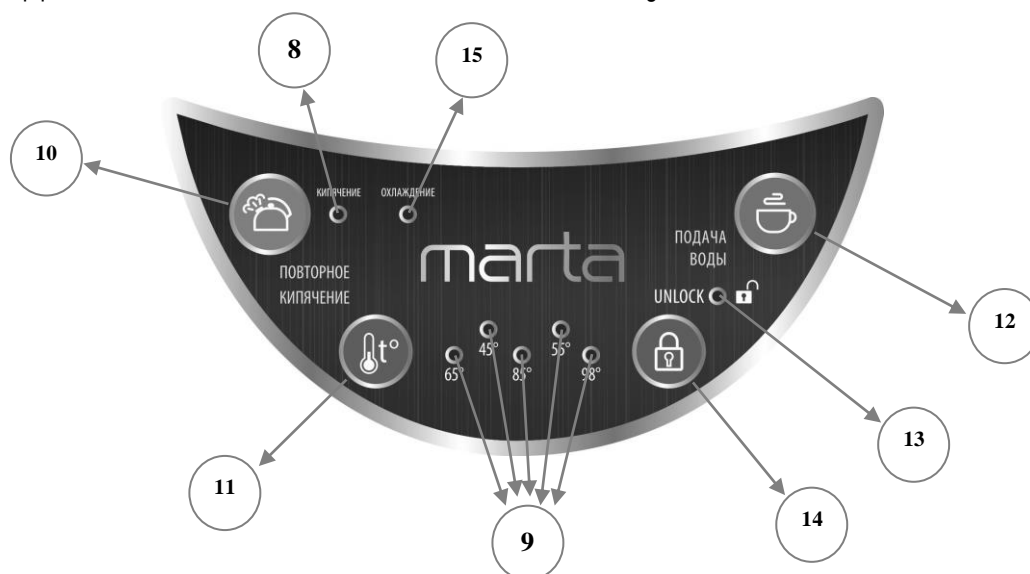 8
15
10
КИПЯЧЕНИЕ
ОХЛАЖДЕНИЕ
marta
ПОДАЧА
ВОДЫ
ПОВТОРНОЕ
КИПЯЧЕНИЕ
UNLOCK
12
t°
45°
55°
65°
85°
98°
13
11
14
9